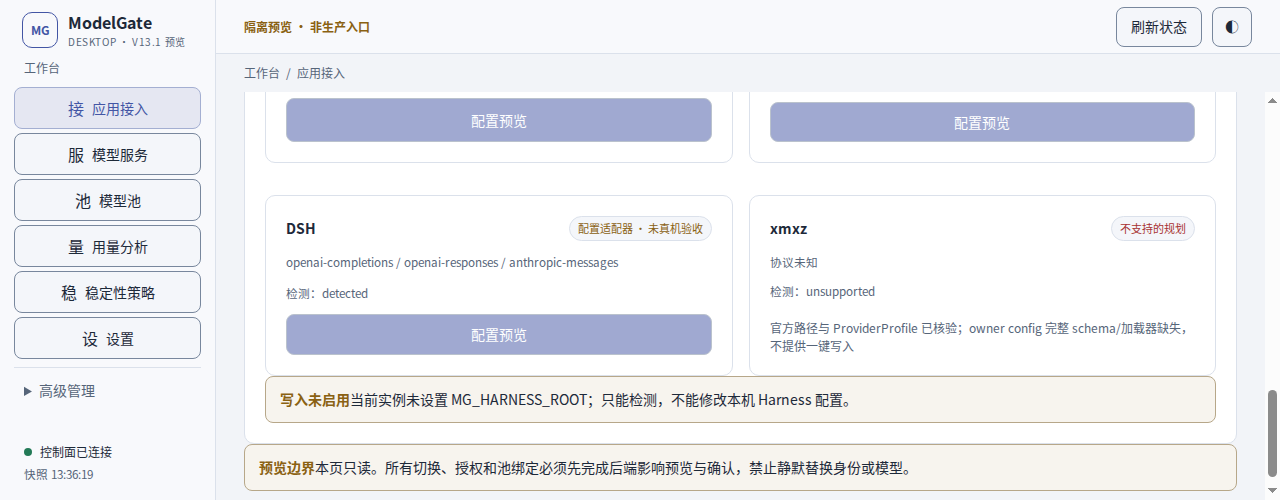 MG
ModelGate
DESKTOP · V13.1 预览
工作台
接 应用接入
服 模型服务
池 模型池
量 用量分析
稳 稳定性策略
设 设置
▶ 高级管理
控制面已连接
快照 13:36:19
隔离预览 · 非生产入口
刷新状态
工作台 / 应用接入
配置预览
配置预览
DSH
配置适配器 · 未真机验收
openai-completions / openai-responses / anthropic-messages
检测：detected
配置预览
xmxz
不支持的规划
协议未知
检测：unsupported
官方路径与 ProviderProfile 已核验；owner config 完整 schema/加载器缺失，
不提供一键写入
写入未启用当前实例未设置 MG_HARNESS_ROOT；只能检测，不能修改本机 Harness 配置。
预览边界本页只读。所有切换、授权和池绑定必须先完成后端影响预览与确认，禁止静默替换身份或模型。